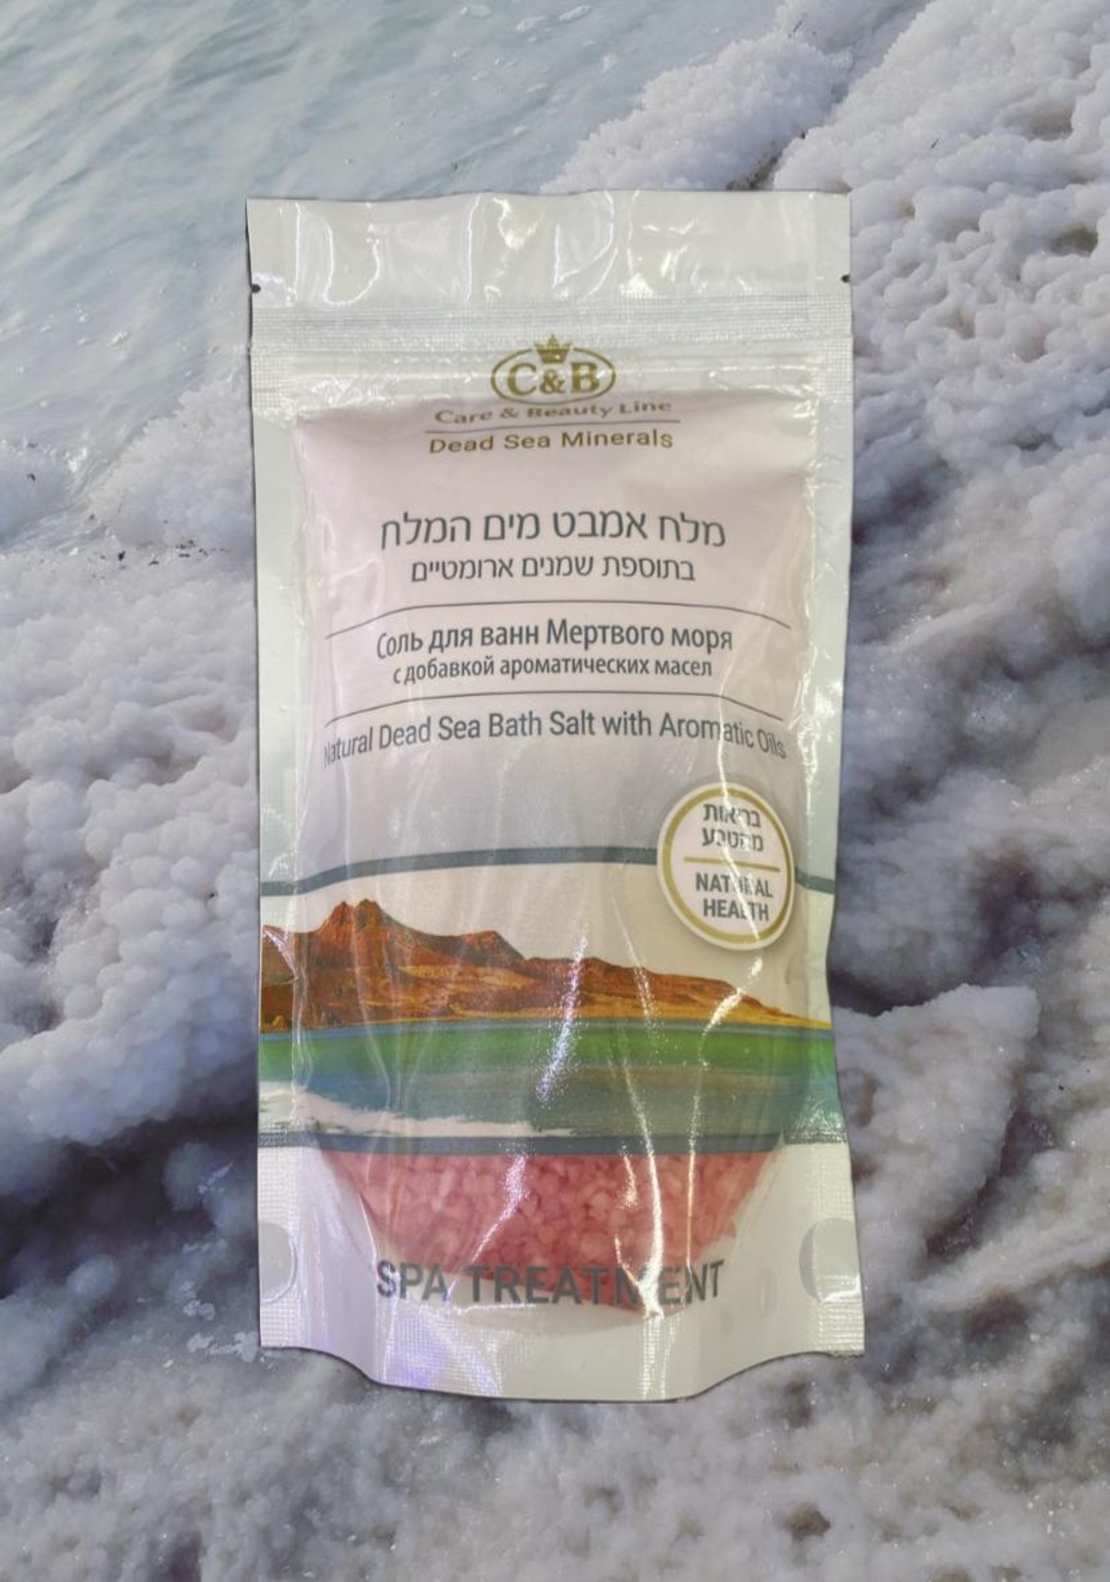 C&B
Care & Beauty Line
Dead Sea Minerals
מלח אמבט מים המלח
בתוספת שמנים ארומטיים
Соль для ванн Мертвого моря
с добавкой ароматических масел
Natural Dead Sea Bath Salt with Aromatic Oils
בריאות
מהטבע
NATURAL
HEALTH
SPA TREATMENT